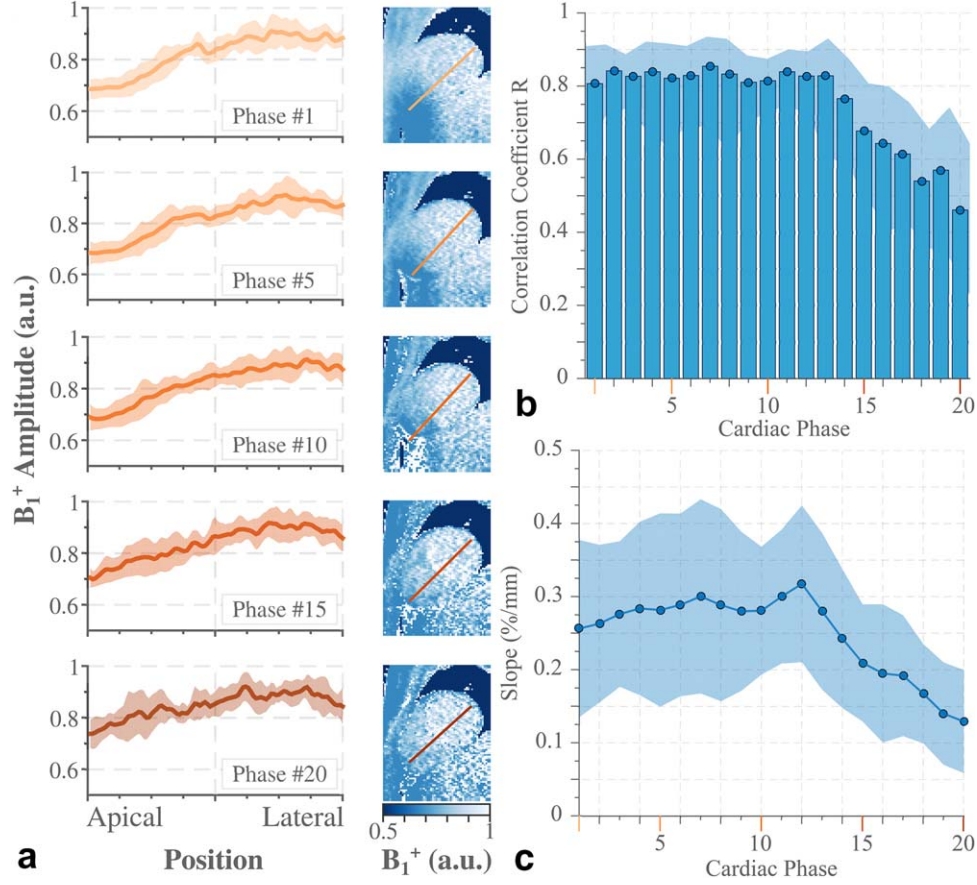 B₁⁺ Amplitude (a.u.)
1
0.8
0.6
Phase #1
1
0.8
0.6
Phase #5
1
0.8
0.6
Phase #10
1
0.8
0.6
Phase #15
1
0.8
0.6
Phase #20
Apical Lateral
Position
a
0.5 1
B₁⁺ (a.u.)
Correlation Coefficient R
1
0.8
0.6
0.4
0.2
0
5 10 15 20
Cardiac Phase
b
Slope (%/mm)
0.5
0.4
0.3
0.2
0.1
0
5 10 15 20
Cardiac Phase
c